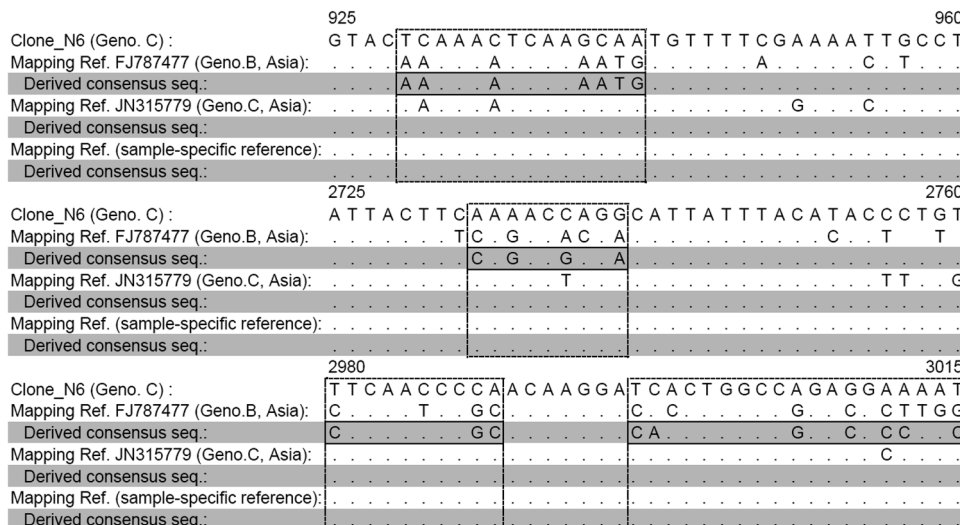 925 960
Clone_N6 (Geno. C) : G T A C T C A A A C T C A A G C A A T G T T T T C G A A A A T T G C C T
Mapping Ref. FJ787477 (Geno.B, Asia): . . . . A A . . . A . . . . A A T G . . . . . . A . . . . . C . T . . .
Derived consensus seq.: . . . . A A . . . A . . . . A A T G . . . . . . . . . . . . . . . . . .
Mapping Ref. JN315779 (Geno.C, Asia): . . . . . A . . . A . . . . . . . . . . . . . . . . G . . . C . . . . .
Derived consensus seq.: . . . . . . . . . . . . . . . . . . . . . . . . . . . . . . . . . . . .
Mapping Ref. (sample-specific reference): . . . . . . . . . . . . . . . . . . . . . . . . . . . . . . . . . . . .
Derived consensus seq.: . . . . . . . . . . . . . . . . . . . . . . . . . . . . . . . . . . . .
2725 2760
Clone_N6 (Geno. C) : A T T A C T T C A A A A C C A G G C A T T A T T T A C A T A C C C T G T
Mapping Ref. FJ787477 (Geno.B, Asia): . . . . . . . T C . G . . A C . A . . . . . . . . . . . C . . T . . T .
Derived consensus seq.: . . . . . . . . C . G . . G . . A . . . . . . . . . . . . . . . . . . .
Mapping Ref. JN315779 (Geno.C, Asia): . . . . . . . . . . . . . T . . . . . . . . . . . . . . . . . T T . . G
Derived consensus seq.: . . . . . . . . . . . . . . . . . . . . . . . . . . . . . . . . . . . .
Mapping Ref. (sample-specific reference): . . . . . . . . . . . . . . . . . . . . . . . . . . . . . . . . . . . .
Derived consensus seq.: . . . . . . . . . . . . . . . . . . . . . . . . . . . . . . . . . . . .
2980 3015
Clone_N6 (Geno. C) : T T C A A C C C C A A C A A G G A T C A C T G G C C A G A G G A A A A T
Mapping Ref. FJ787477 (Geno.B, Asia): C . . . . T . . G C . . . . . . . C . C . . . . . . G . . C . C T T G G
Derived consensus seq.: C . . . . . . . G C . . . . . . . C A . . . . . . . G . . C . C C . .
Mapping Ref. JN315779 (Geno.C, Asia): . . . . . . . . . . . . . . . . . . . . . . . . . . . . . . . C . . . .
Derived consensus seq.: . . . . . . . . . . . . . . . . . . . . . . . . . . . . . . . . . . . .
Mapping Ref. (sample-specific reference): . . . . . . . . . . . . . . . . . . . . . . . . . . . . . . . . . . . .
Derived consensus seq.: . . . . . . . . . . . . . . . . . . . . . . . . . . . . . . . . . . . .